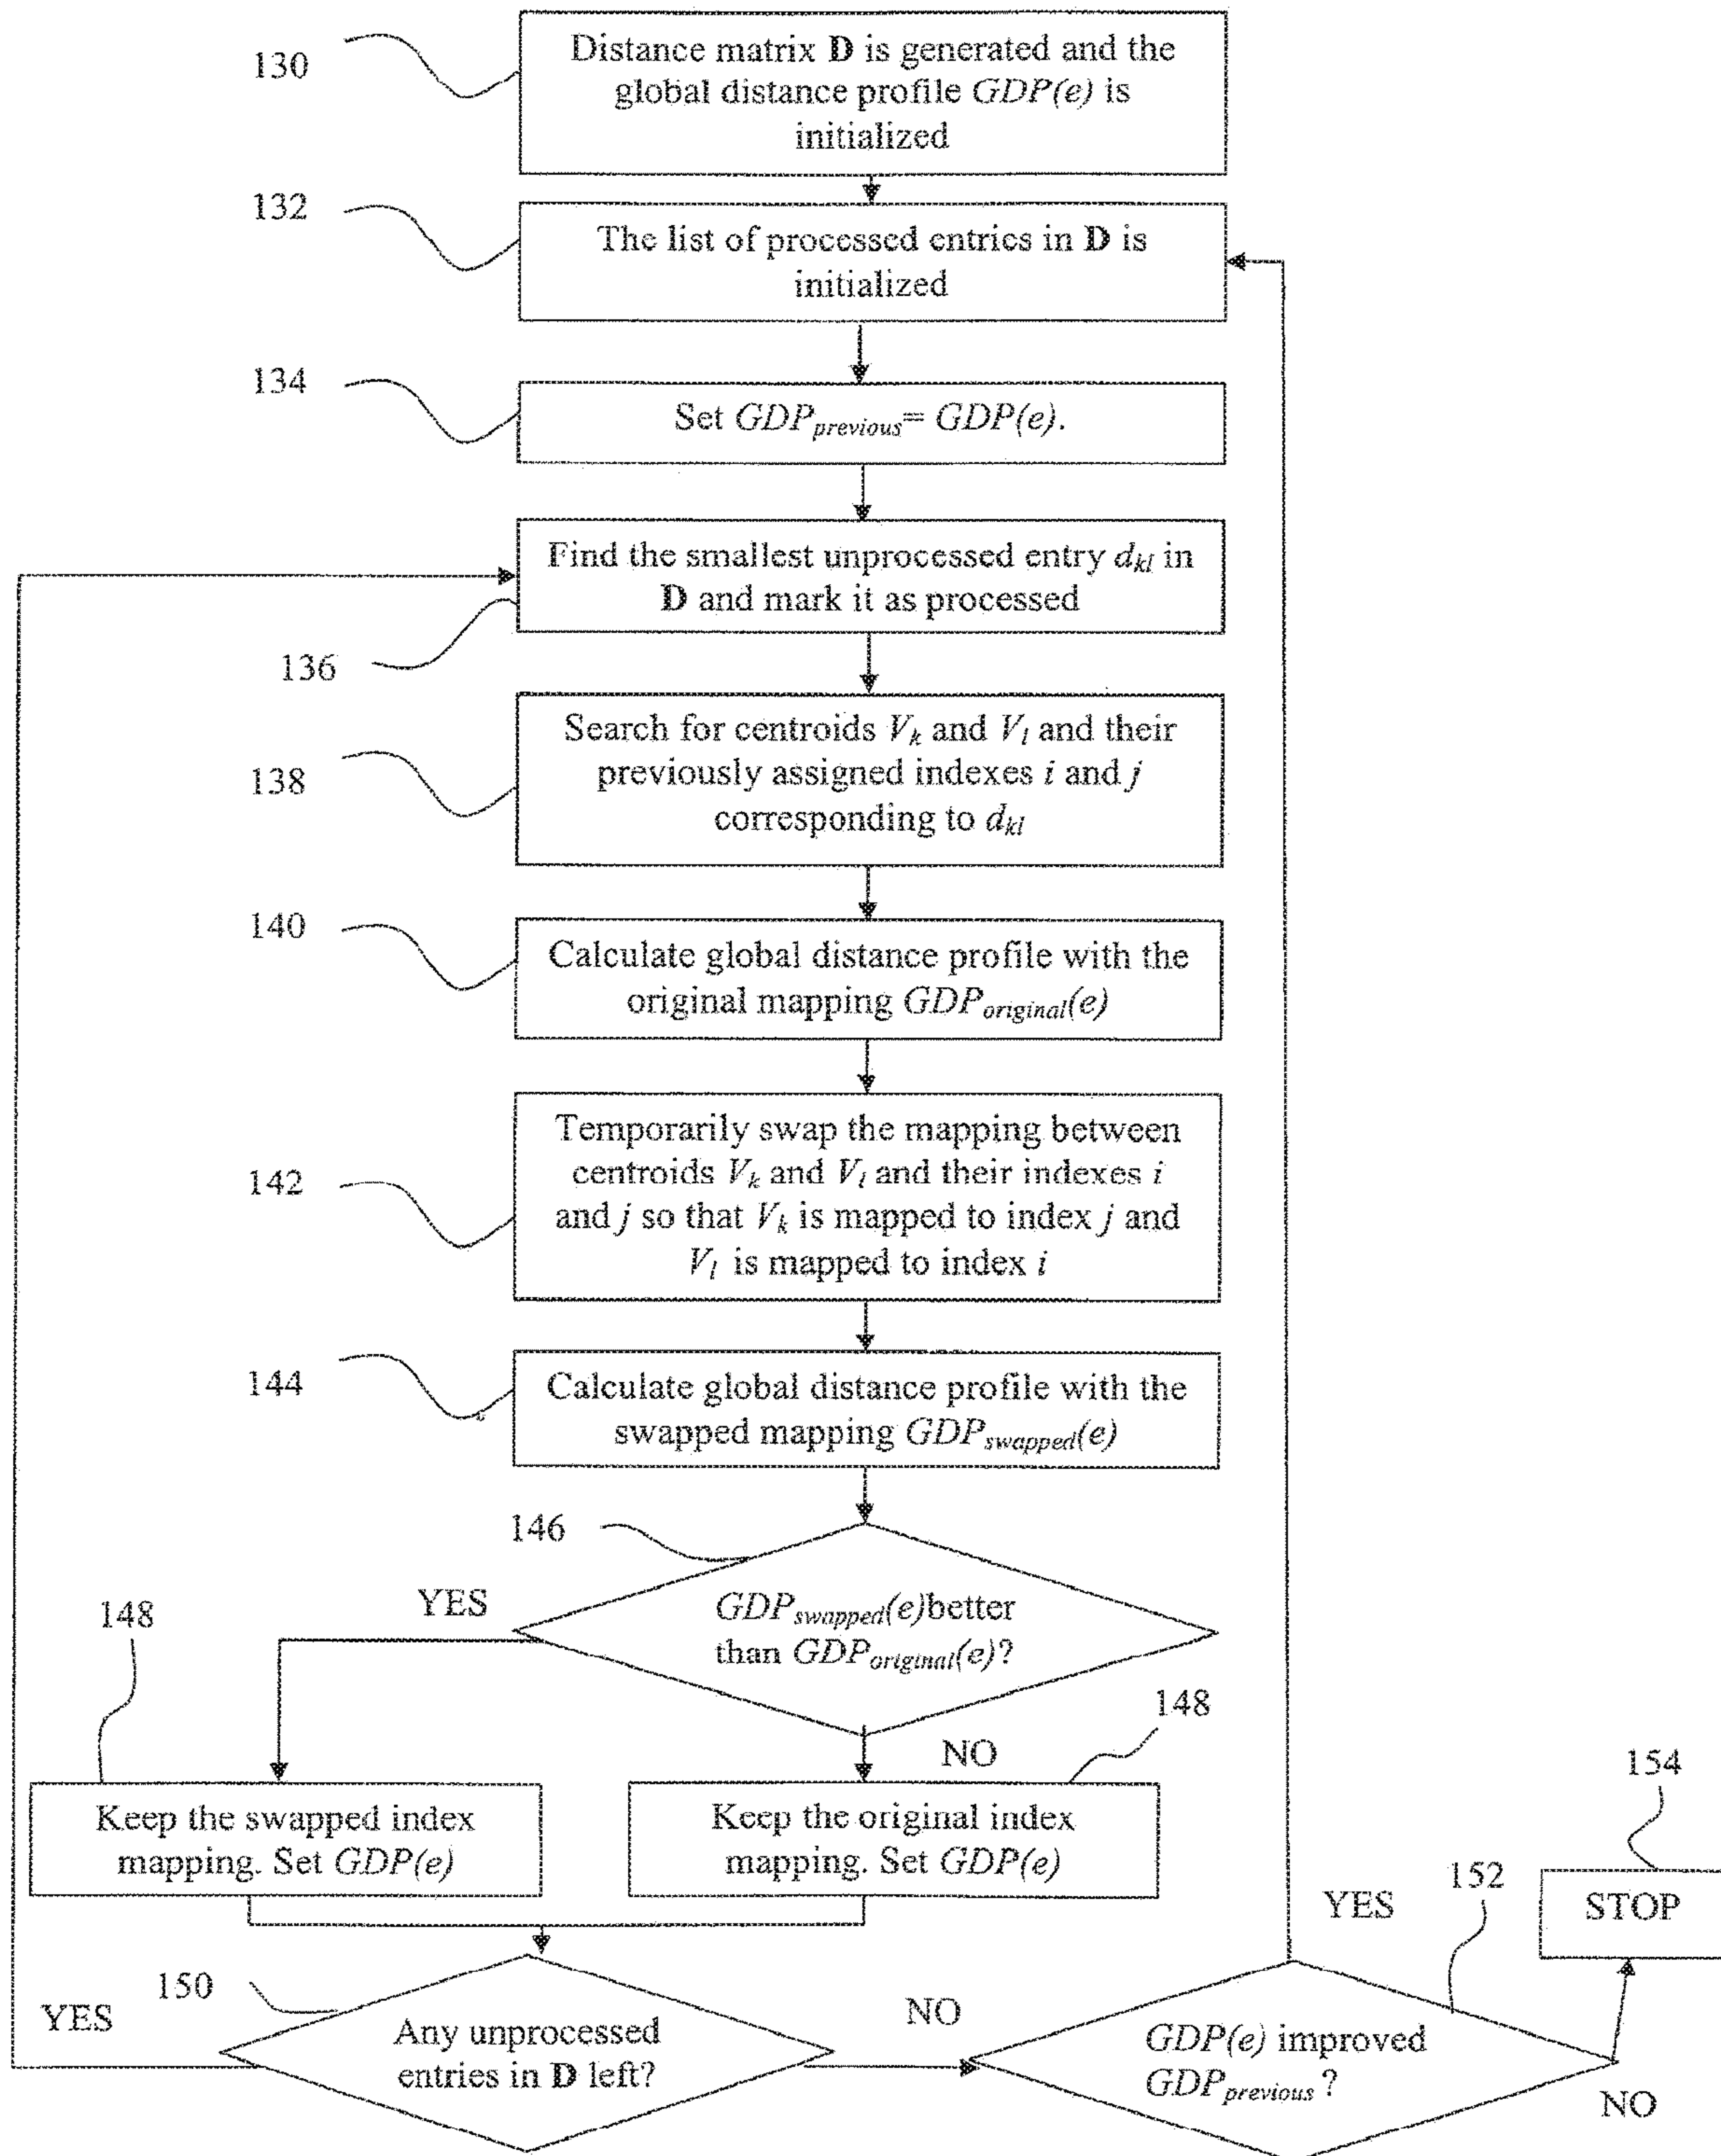 130
Distance matrix D is generated and the
global distance profile GDP(e) is
initialized
132
The list of processed entries in D is
initialized
134
Set GDPprevious= GDP(e).
Find the smallest unprocessed entry dkl in
D and mark it as processed
136
Search for centroids Vk and Vl and their
previously assigned indexes i and j
corresponding to dkl
138
140
Calculate global distance profile with the
original mapping GDPoriginal(e)
Temporarily swap the mapping between
centroids Vk and Vl and their indexes i
and j so that Vk is mapped to index j and
Vl is mapped to index i
142
144
Calculate global distance profile with the
swapped mapping GDPswapped(e)
146
YES
GDPswapped(e)better
than GDPoriginal(e)?
148
148
NO
Keep the swapped index
mapping. Set GDP(e)
Keep the original index
mapping. Set GDP(e)
154
STOP
152
YES
150
YES
Any unprocessed
entries in D left?
NO
GDP(e) improved
GDPprevious ?
NO